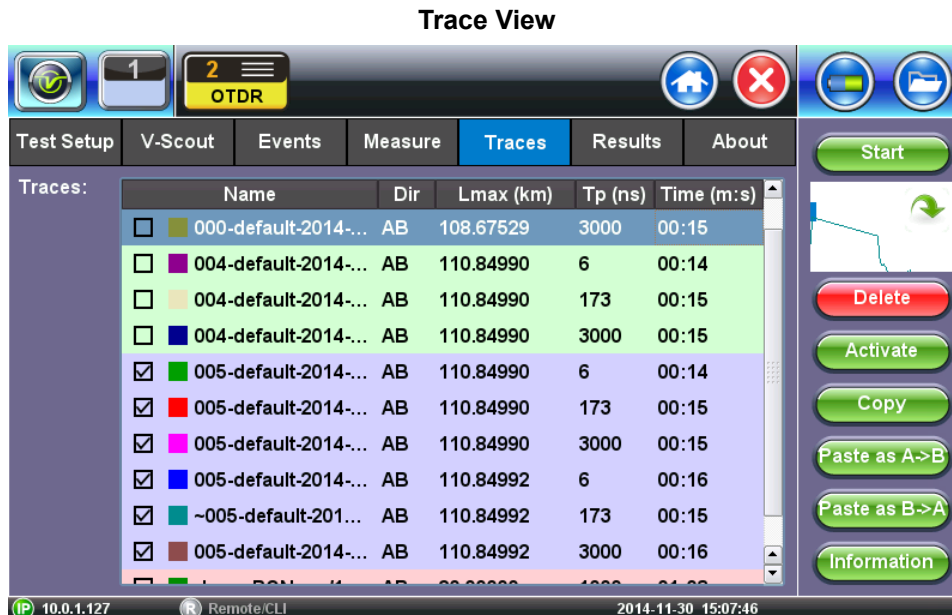 Trace View
1
2
OTDR
Test Setup V-Scout Events Measure Traces Results About
Start
Traces:
Name Dir Lmax (km) Tp (ns) Time (m:s)
000-default-2014-... AB 108.67529 3000 00:15
004-default-2014-... AB 110.84990 6 00:14
004-default-2014-... AB 110.84990 173 00:15
004-default-2014-... AB 110.84990 3000 00:15
005-default-2014-... AB 110.84990 6 00:14
005-default-2014-... AB 110.84990 173 00:15
005-default-2014-... AB 110.84990 3000 00:15
005-default-2014-... AB 110.84992 6 00:16
~005-default-201... AB 110.84992 173 00:15
005-default-2014-... AB 110.84992 3000 00:16
Delete
Activate
Copy
Paste as A->B
Paste as B->A
Information
IP 10.0.1.127 R Remote/CLI 2014-11-30 15:07:46